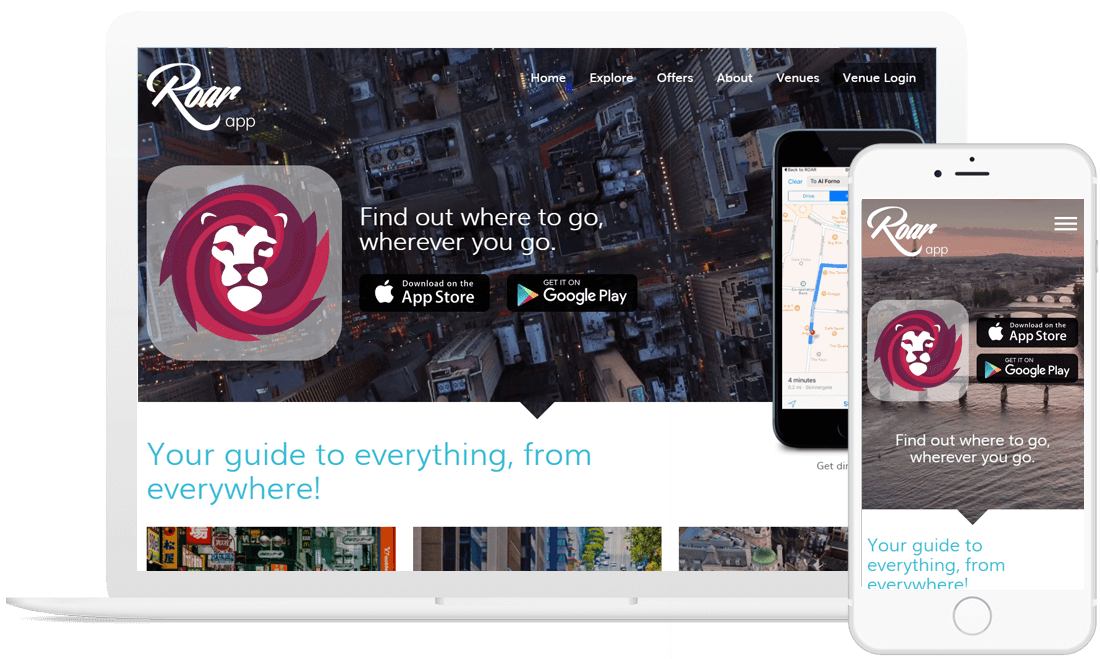 Roar
app
Home Explore Offers About Venues Venue Login
Find out where to go,
wherever you go.
Download on the
App Store
GET IT ON
Google Play
Back to ROAR
Clear To Al Forno
Drive
4 minutes
0.2 mi
Get dir
Your guide to everything, from
everywhere!
Roar
app
Download on the
App Store
GET IT ON
Google Play
Find out where to go,
wherever you go.
Your guide to
everything, from
everywhere!